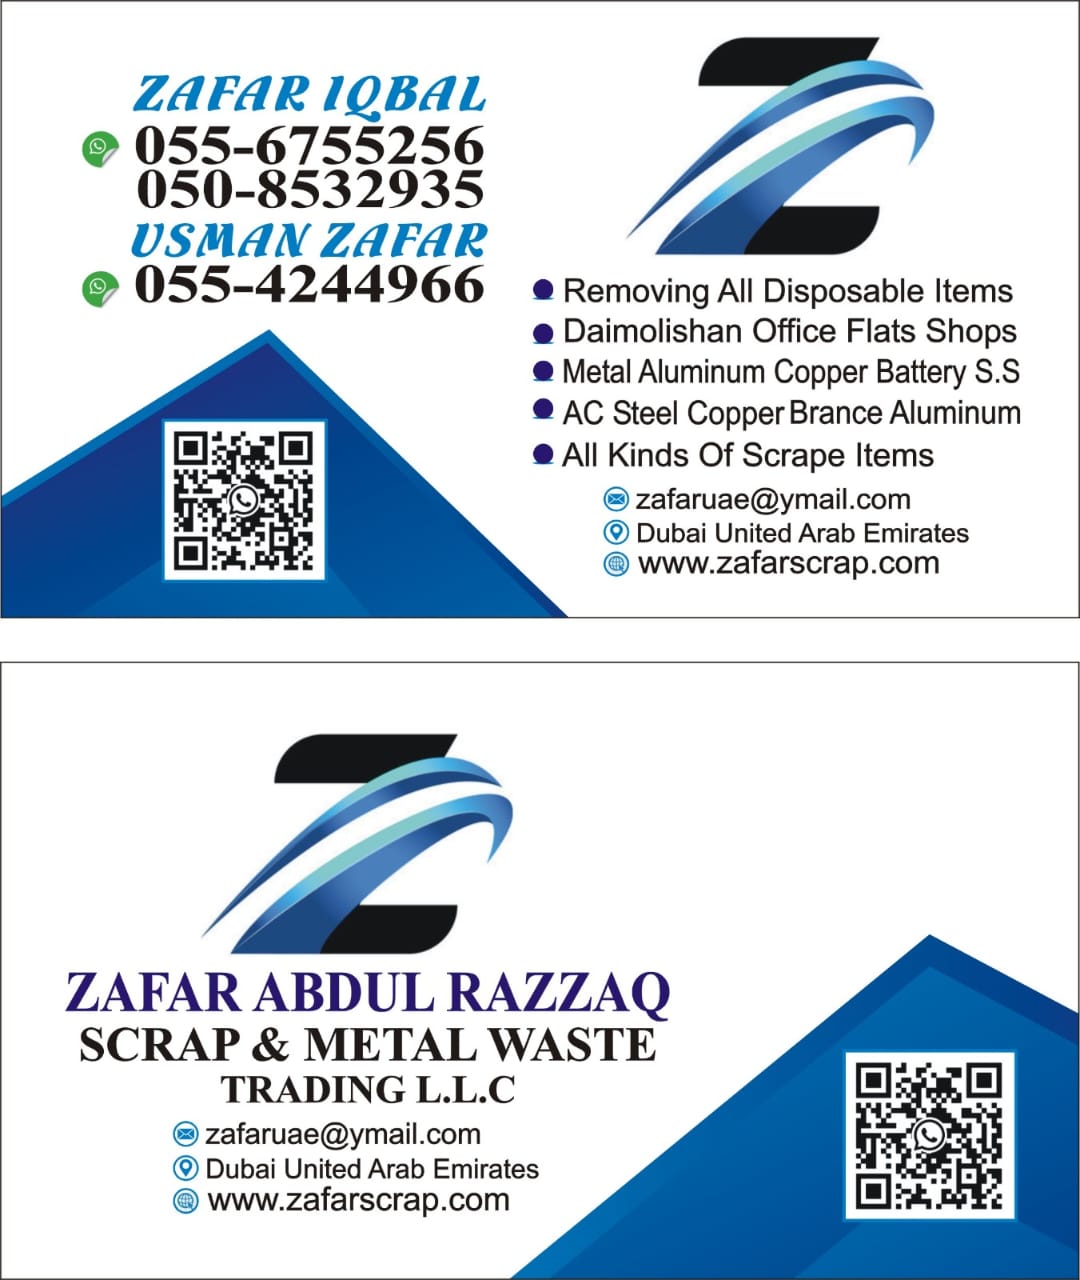 ZAFAR IQBAL
055-6755256
050-8532935
USMAN ZAFAR
055-4244966
Removing All Disposable Items
Daimolishan Office Flats Shops
Metal Aluminum Copper Battery S.S
AC Steel Copper Brance Aluminum
All Kinds Of Scrape Items
zafaruae@ymail.com
Dubai United Arab Emirates
www.zafarscrap.com
ZAFAR ABDUL RAZZAQ
SCRAP & METAL WASTE
TRADING L.L.C
zafaruae@ymail.com
Dubai United Arab Emirates
www.zafarscrap.com